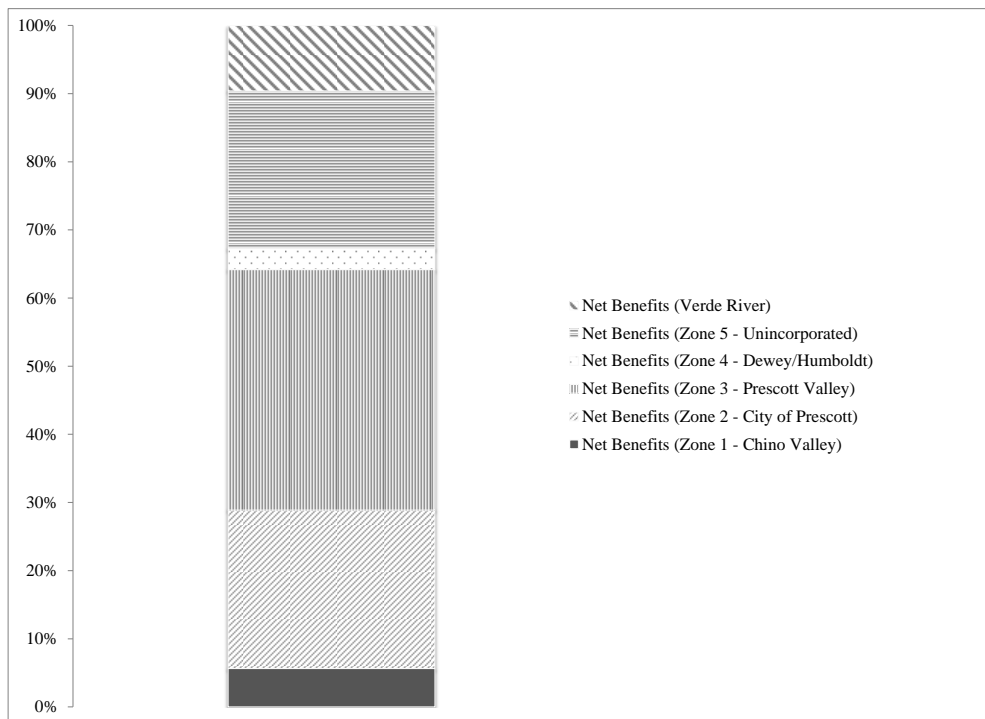 100%
90%
80%
70%
60%
50%
40%
30%
20%
10%
0%
Net Benefits (Verde River)
Net Benefits (Zone 5 - Unincorporated)
Net Benefits (Zone 4 - Dewey/Humboldt)
Net Benefits (Zone 3 - Prescott Valley)
Net Benefits (Zone 2 - City of Prescott)
Net Benefits (Zone 1 - Chino Valley)